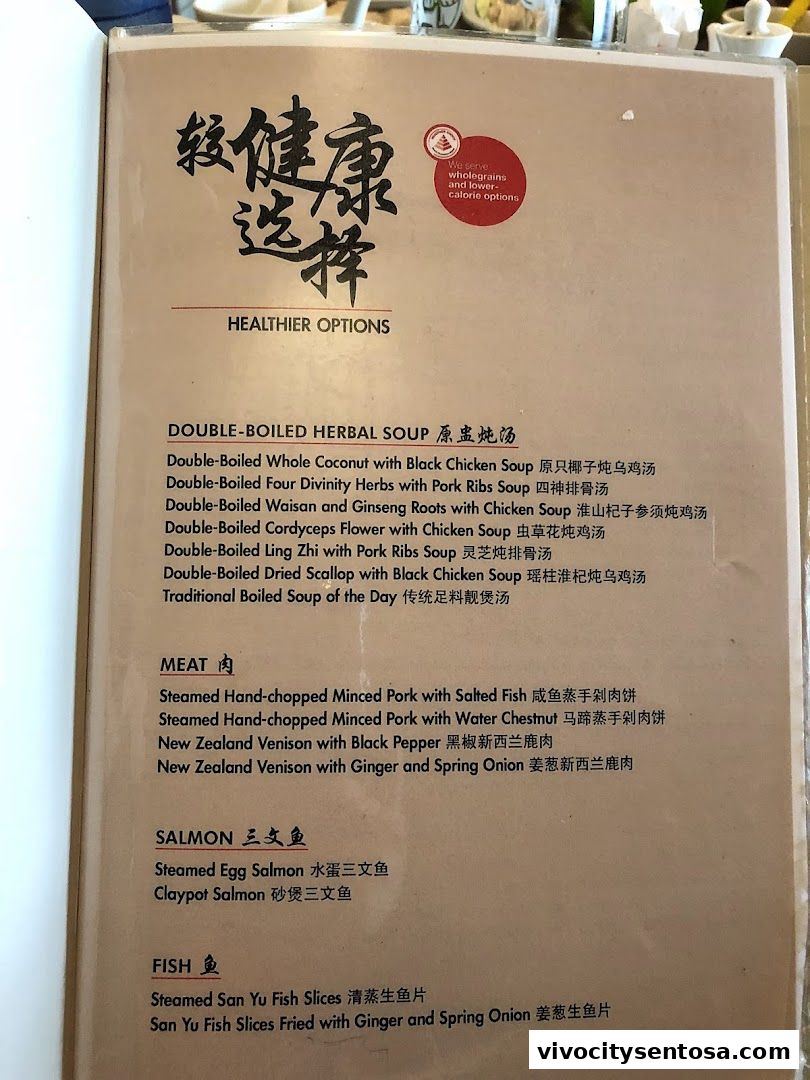 较健康
选择
HEALTHIER OPTIONS
We serve
wholegrains
and lower-
calorie options
DOUBLE-BOILED HERBAL SOUP 原盅炖汤
Double-Boiled Whole Coconut with Black Chicken Soup 原只椰子炖乌鸡汤
Double-Boiled Four Divinity Herbs with Pork Ribs Soup 四神排骨汤
Double-Boiled Waisan and Ginseng Roots with Chicken Soup 淮山杞子参须炖鸡汤
Double-Boiled Cordyceps Flower with Chicken Soup 虫草花炖鸡汤
Double-Boiled Ling Zhi with Pork Ribs Soup 灵芝炖排骨汤
Double-Boiled Dried Scallop with Black Chicken Soup 瑶柱淮杞炖乌鸡汤
Traditional Boiled Soup of the Day 传统足料靓煲汤
MEAT 肉
Steamed Hand-chopped Minced Pork with Salted Fish 咸鱼蒸手剁肉饼
Steamed Hand-chopped Minced Pork with Water Chestnut 马蹄蒸手剁肉饼
New Zealand Venison with Black Pepper 黑椒新西兰鹿肉
New Zealand Venison with Ginger and Spring Onion 姜葱新西兰鹿肉
SALMON 三文鱼
Steamed Egg Salmon 水蛋三文鱼
Claypot Salmon 砂煲三文鱼
FISH 鱼
Steamed San Yu Fish Slices 清蒸生鱼片
San Yu Fish Slices Fried with Ginger and Spring Onion 姜葱生鱼片
vivocitysentosa.com